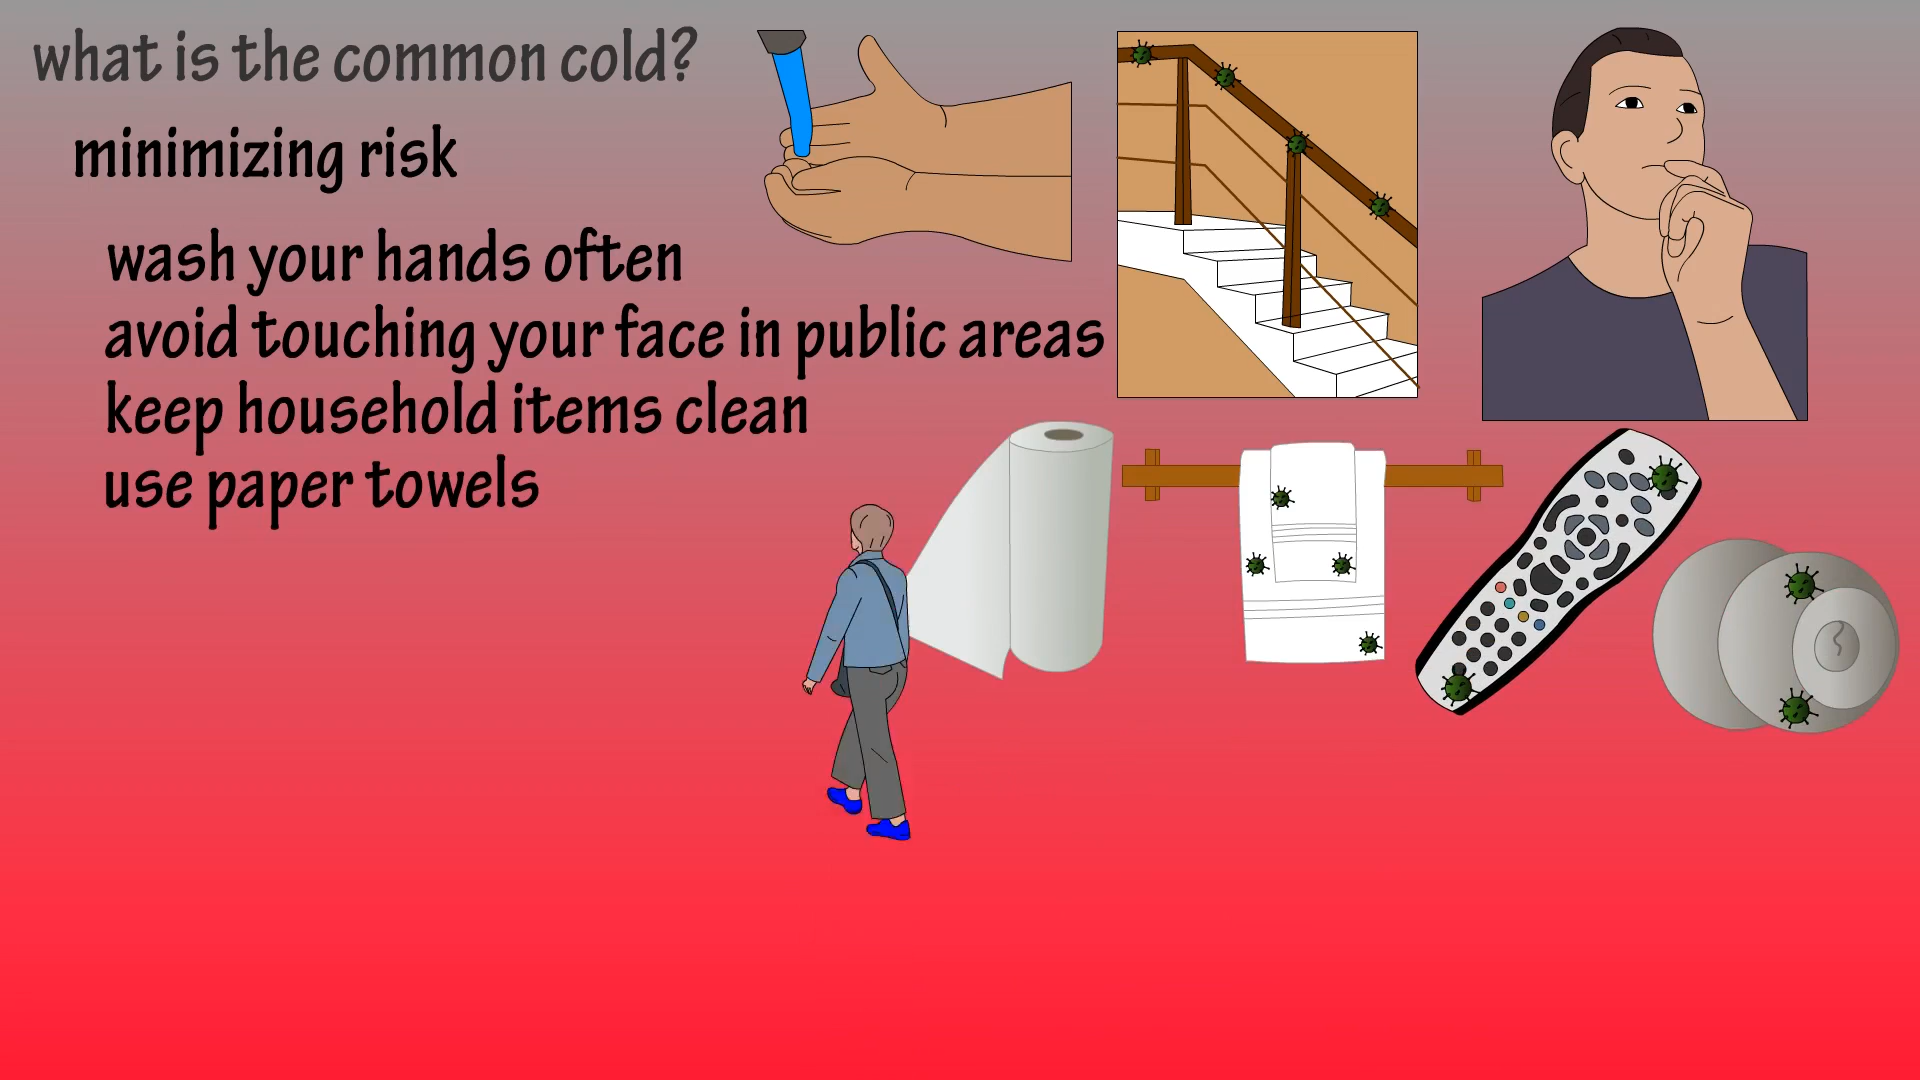 what is the common cold?
minimizing risk
wash your hands often
avoid touching your face in public areas
keep household items clean
use paper towels